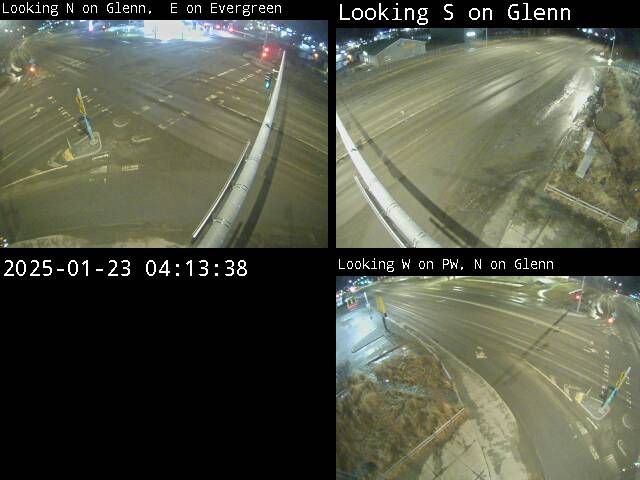 Looking N on Glenn,  E on Evergreen
Looking S on Glenn
2025-01-23 04:13:38
Looking W on PW, N on Glenn